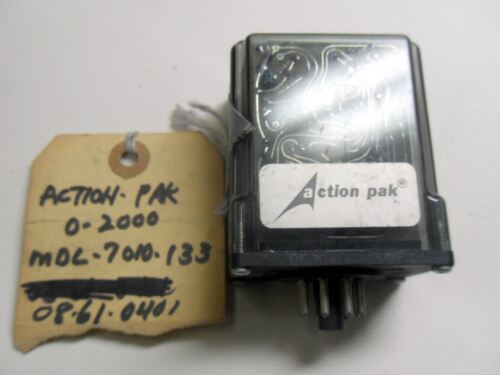 ACTION-PAK
0-2000
MDL-7010-133
08-61-0401
action pak®